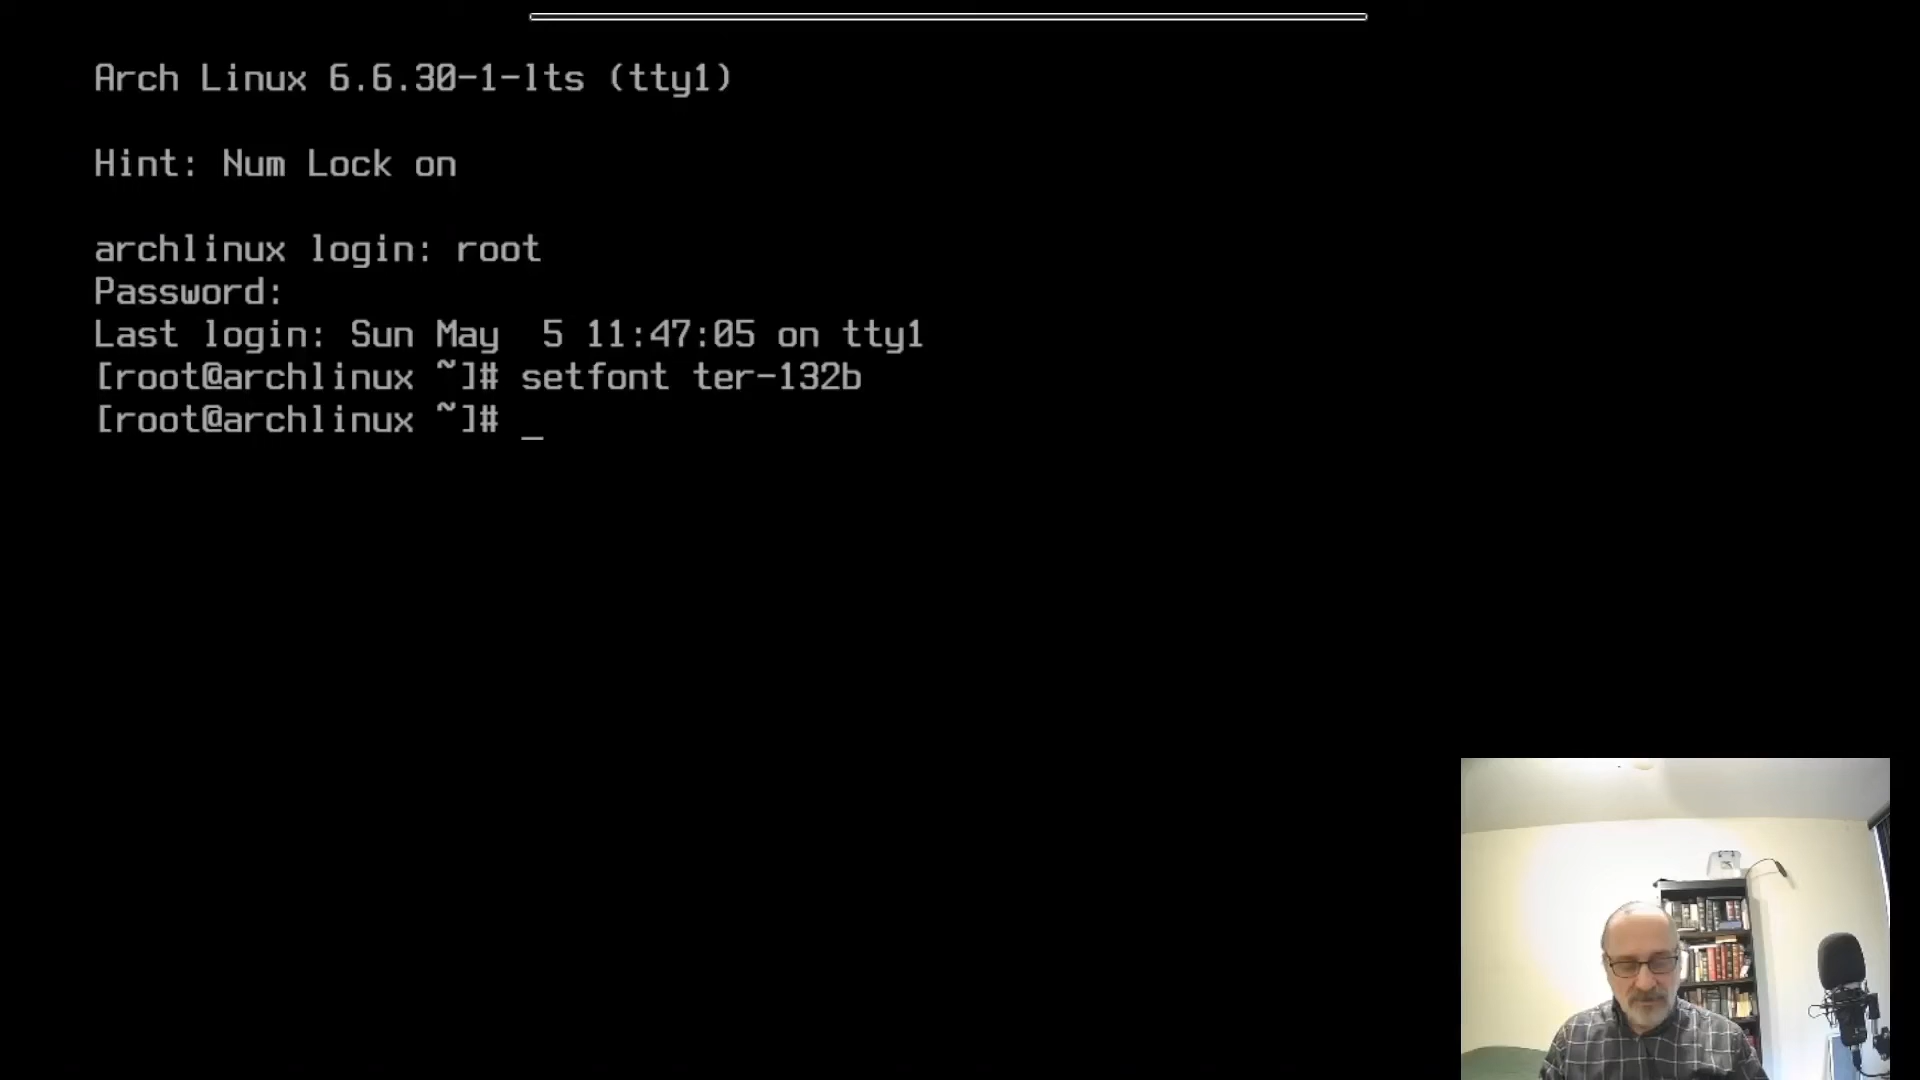 Arch Linux 6.6.30-1-lts (tty1)
Hint: Num Lock on
archlinux login: root
Password:
Last login: Sun May  5 11:47:05 on tty1
[root@archlinux ~]# setfont ter-132b
[root@archlinux ~]# _